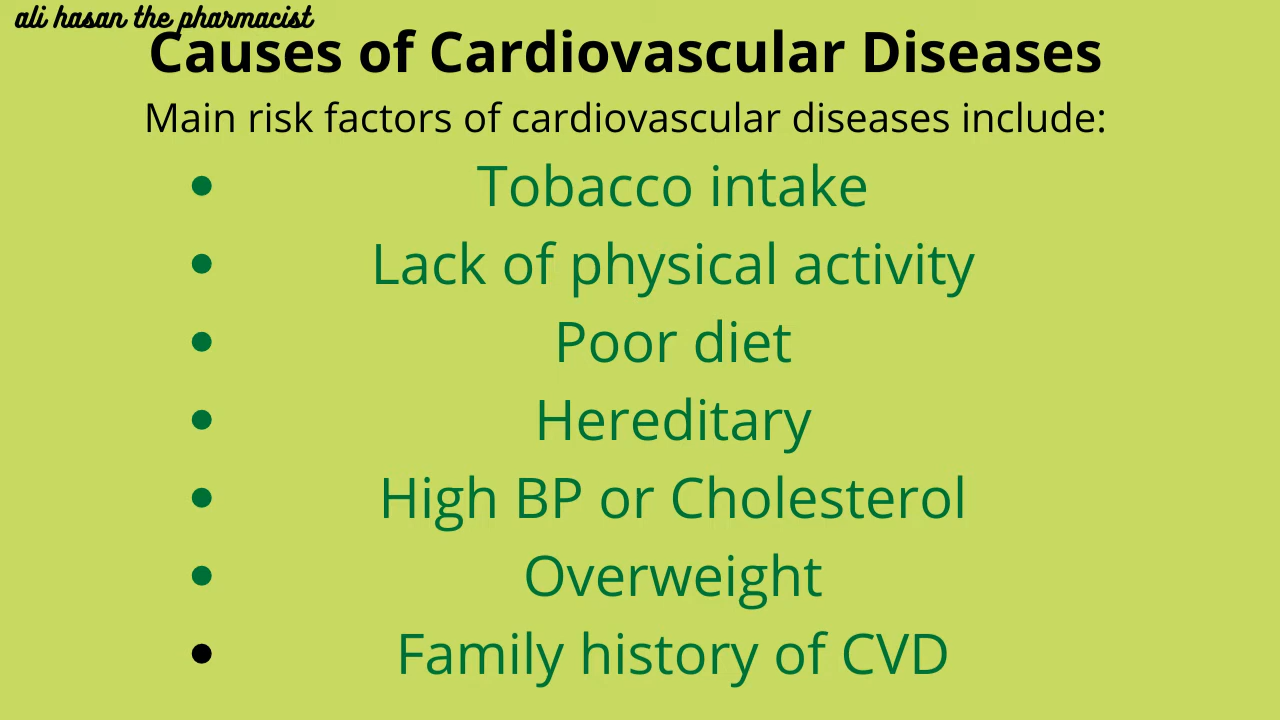 ali hasan the pharmacist
Causes of Cardiovascular Diseases
Main risk factors of cardiovascular diseases include:
• Tobacco intake
• Lack of physical activity
• Poor diet
• Hereditary
• High BP or Cholesterol
• Overweight
• Family history of CVD